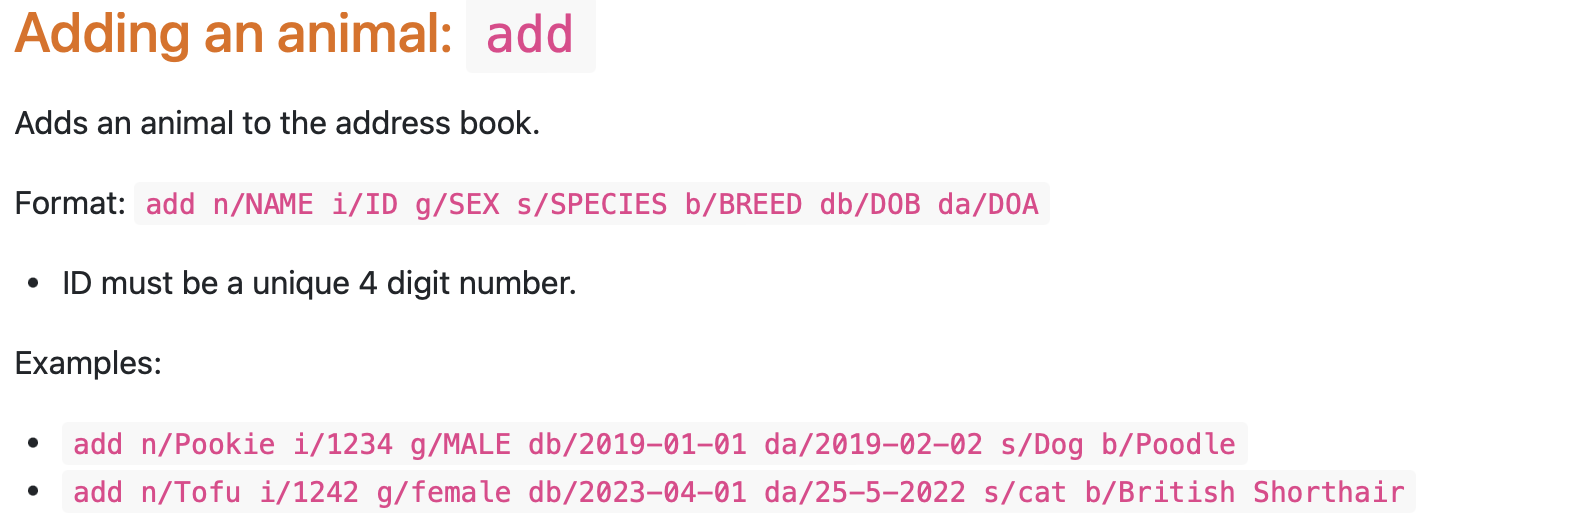 Adding an animal: add
Adds an animal to the address book.
Format: add n/NAME i/ID g/SEX s/SPECIES b/BREED db/DOB da/DOA
• ID must be a unique 4 digit number.
Examples:
• add n/Pookie i/1234 g/MALE db/2019-01-01 da/2019-02-02 s/Dog b/Poodle
• add n/Tofu i/1242 g/female db/2023-04-01 da/25-5-2022 s/cat b/British Shorthair